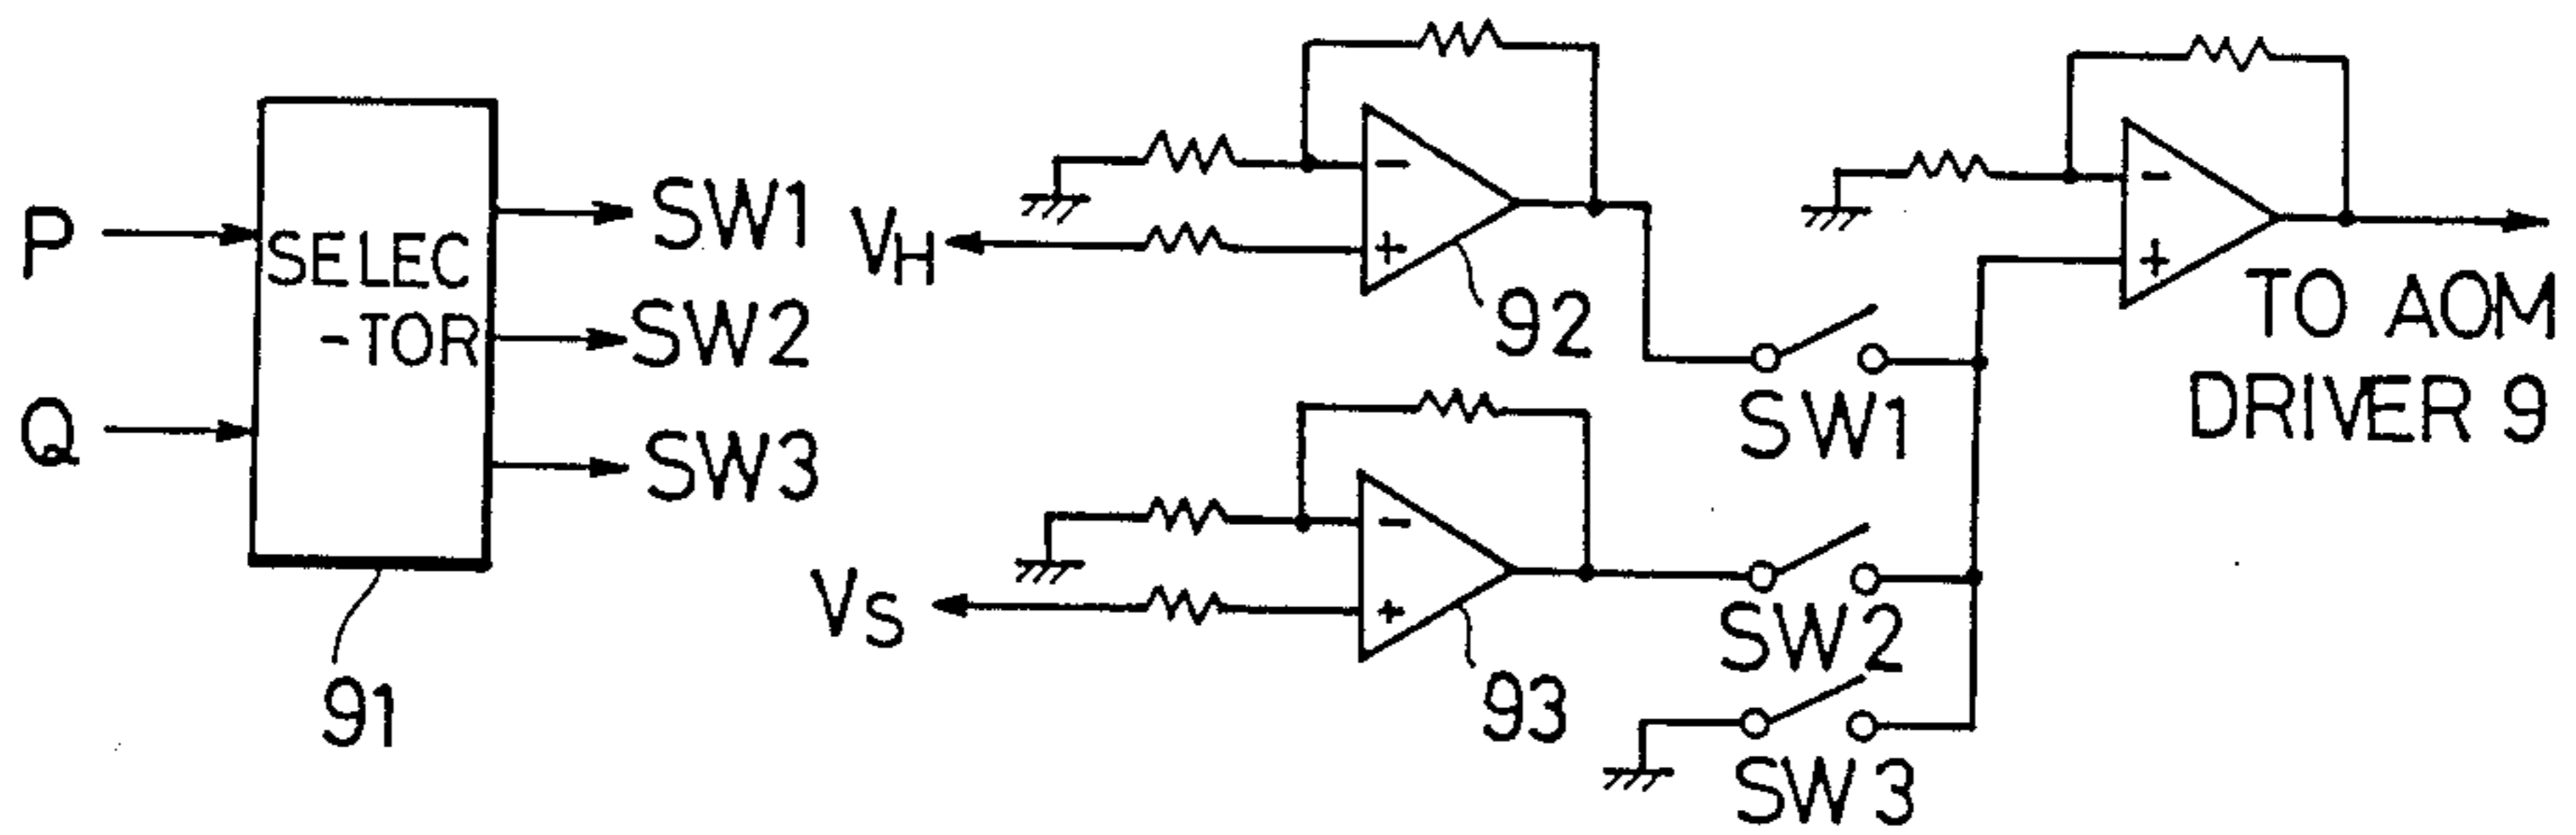 P
Q
SELEC
-TOR
91
SW1
SW2
SW3
VH
-
+
92
VS
-
+
93
SW1
SW2
SW3
-
+
TO AOM
DRIVER 9